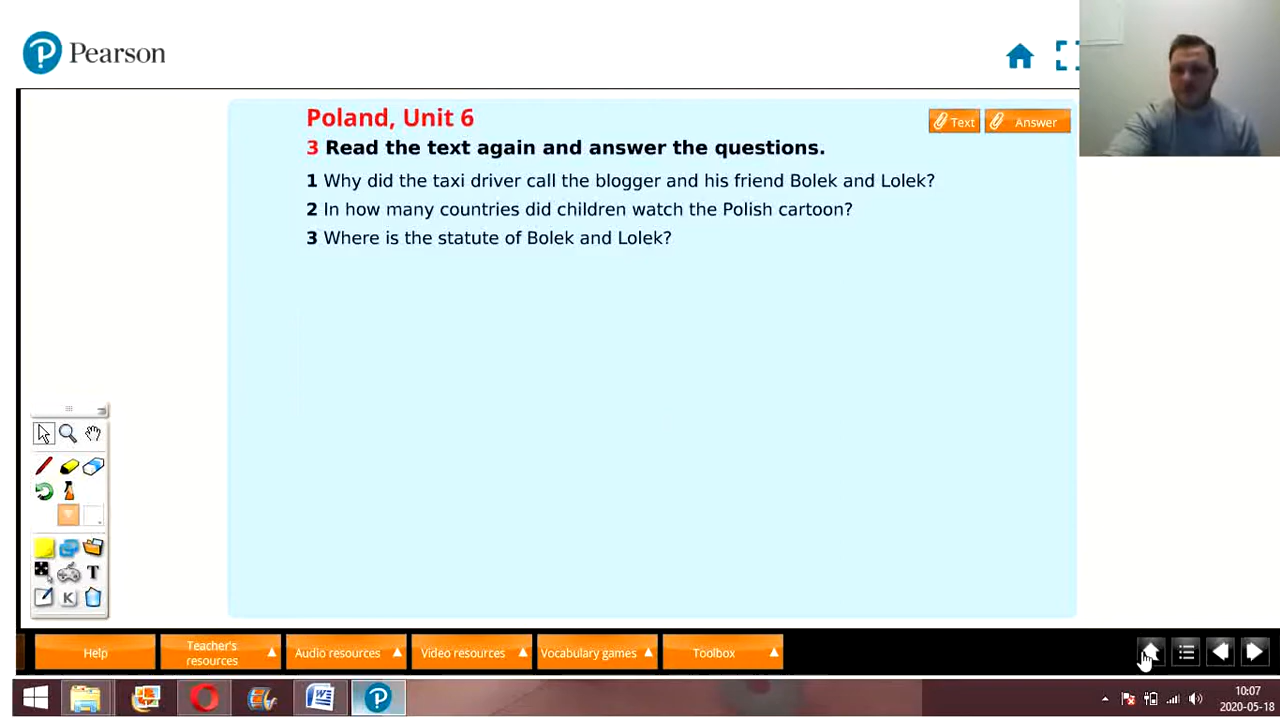 Pearson
Poland, Unit 6
Text
Answer
3 Read the text again and answer the questions.
1 Why did the taxi driver call the blogger and his friend Bolek and Lolek?
2 In how many countries did children watch the Polish cartoon?
3 Where is the statute of Bolek and Lolek?
T
K
Help
Teacher's
resources
Audio resources
Video resources
Vocabulary games
Toolbox
10:07
2020-05-18